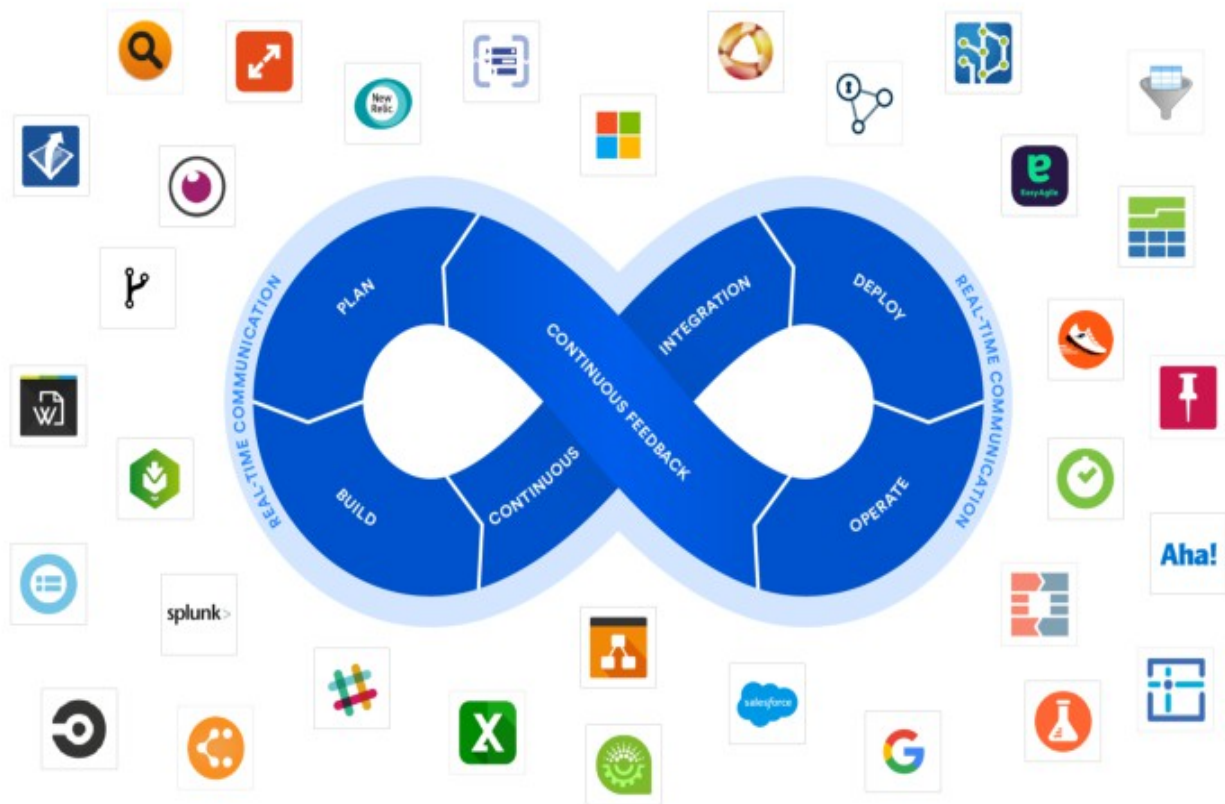 New
Relic
EasyAgile
REAL-TIME COMMUNICATION
PLAN
CONTINUOUS FEEDBACK
INTEGRATION
DEPLOY
REAL-TIME COMMUNICATION
BUILD
CONTINUOUS
OPERATE
W
Aha!
splunk>
X
salesforce
G